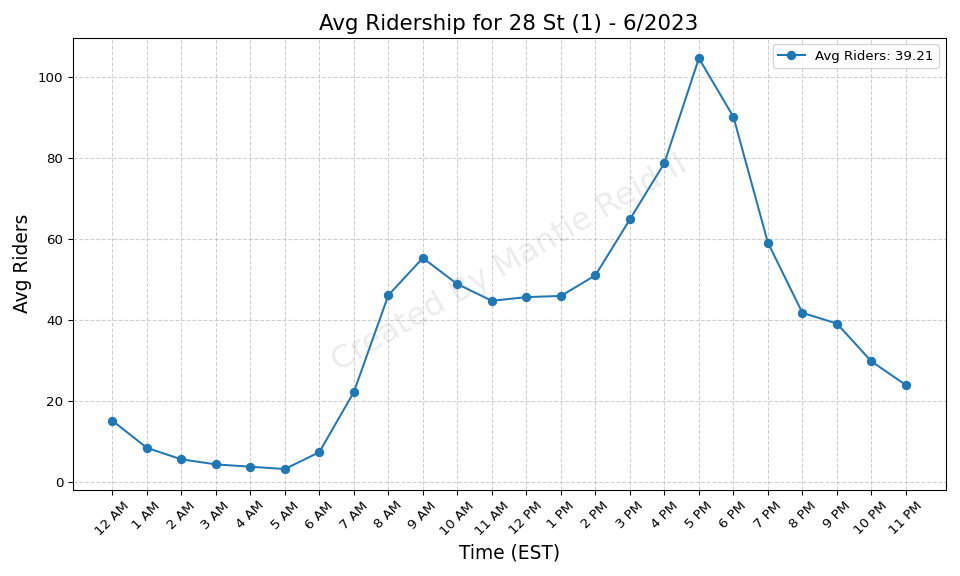 Avg Ridership for 28 St (1) - 6/2023
Avg Riders: 39.21
Avg Riders
100
80
60
40
20
0
Created By Mantie Reid II
12 AM
1 AM
2 AM
3 AM
4 AM
5 AM
6 AM
7 AM
8 AM
9 AM
10 AM
11 AM
12 PM
1 PM
2 PM
3 PM
4 PM
5 PM
6 PM
7 PM
8 PM
9 PM
10 PM
11 PM
Time (EST)